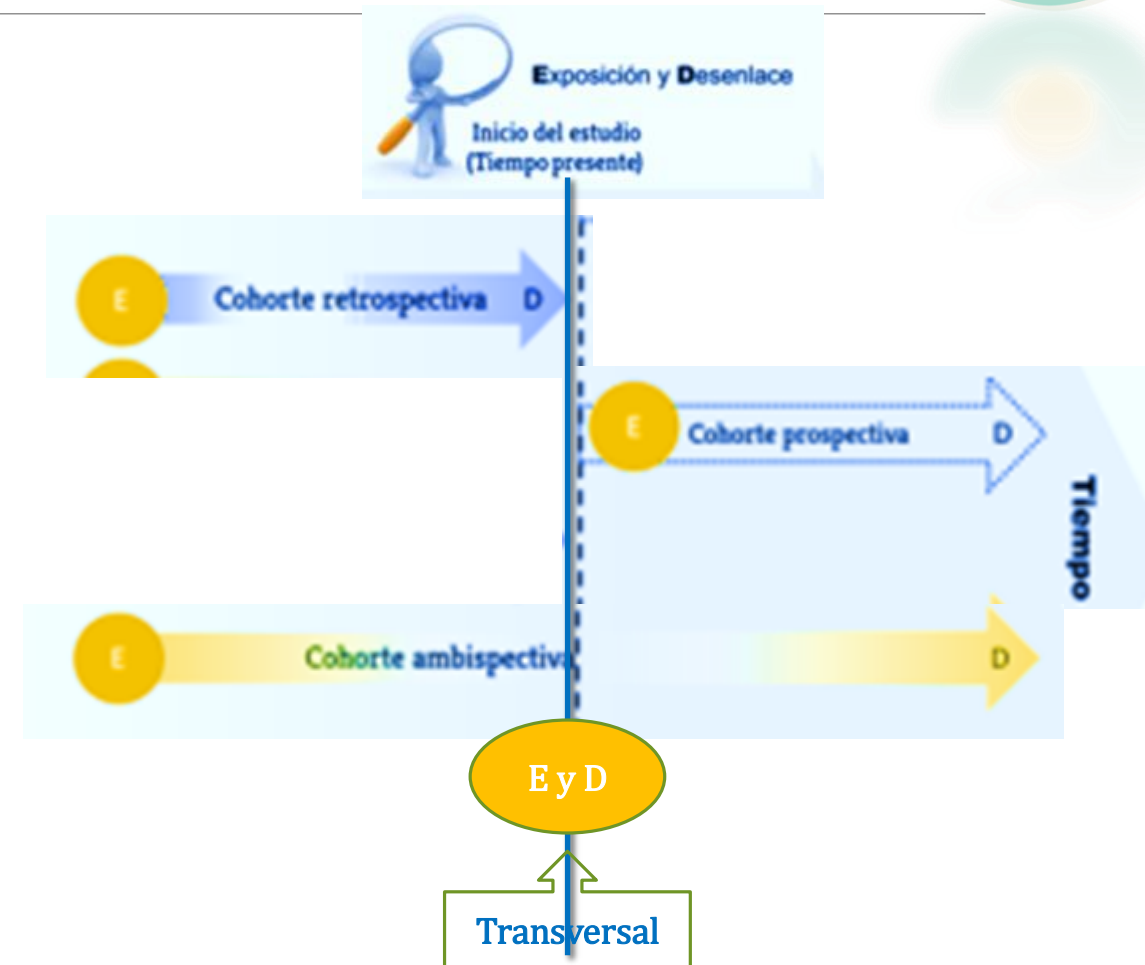 Exposición y Desenlace
Inicio del estudio
(Tiempo presente)
E
Cohorte retrospectiva
D
E
Cohorte prospectiva
D
Tiempo
E
Cohorte ambispectiva
D
E y D
Transversal